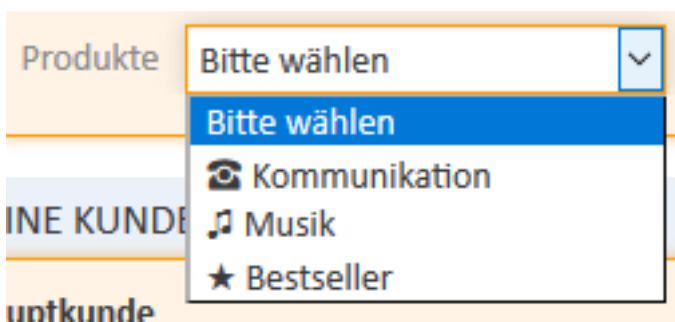 Produkte Bitte wählen
Bitte wählen
☎ Kommunikation
INE KUNDE
♫ Musik
★ Bestseller
uptkunde